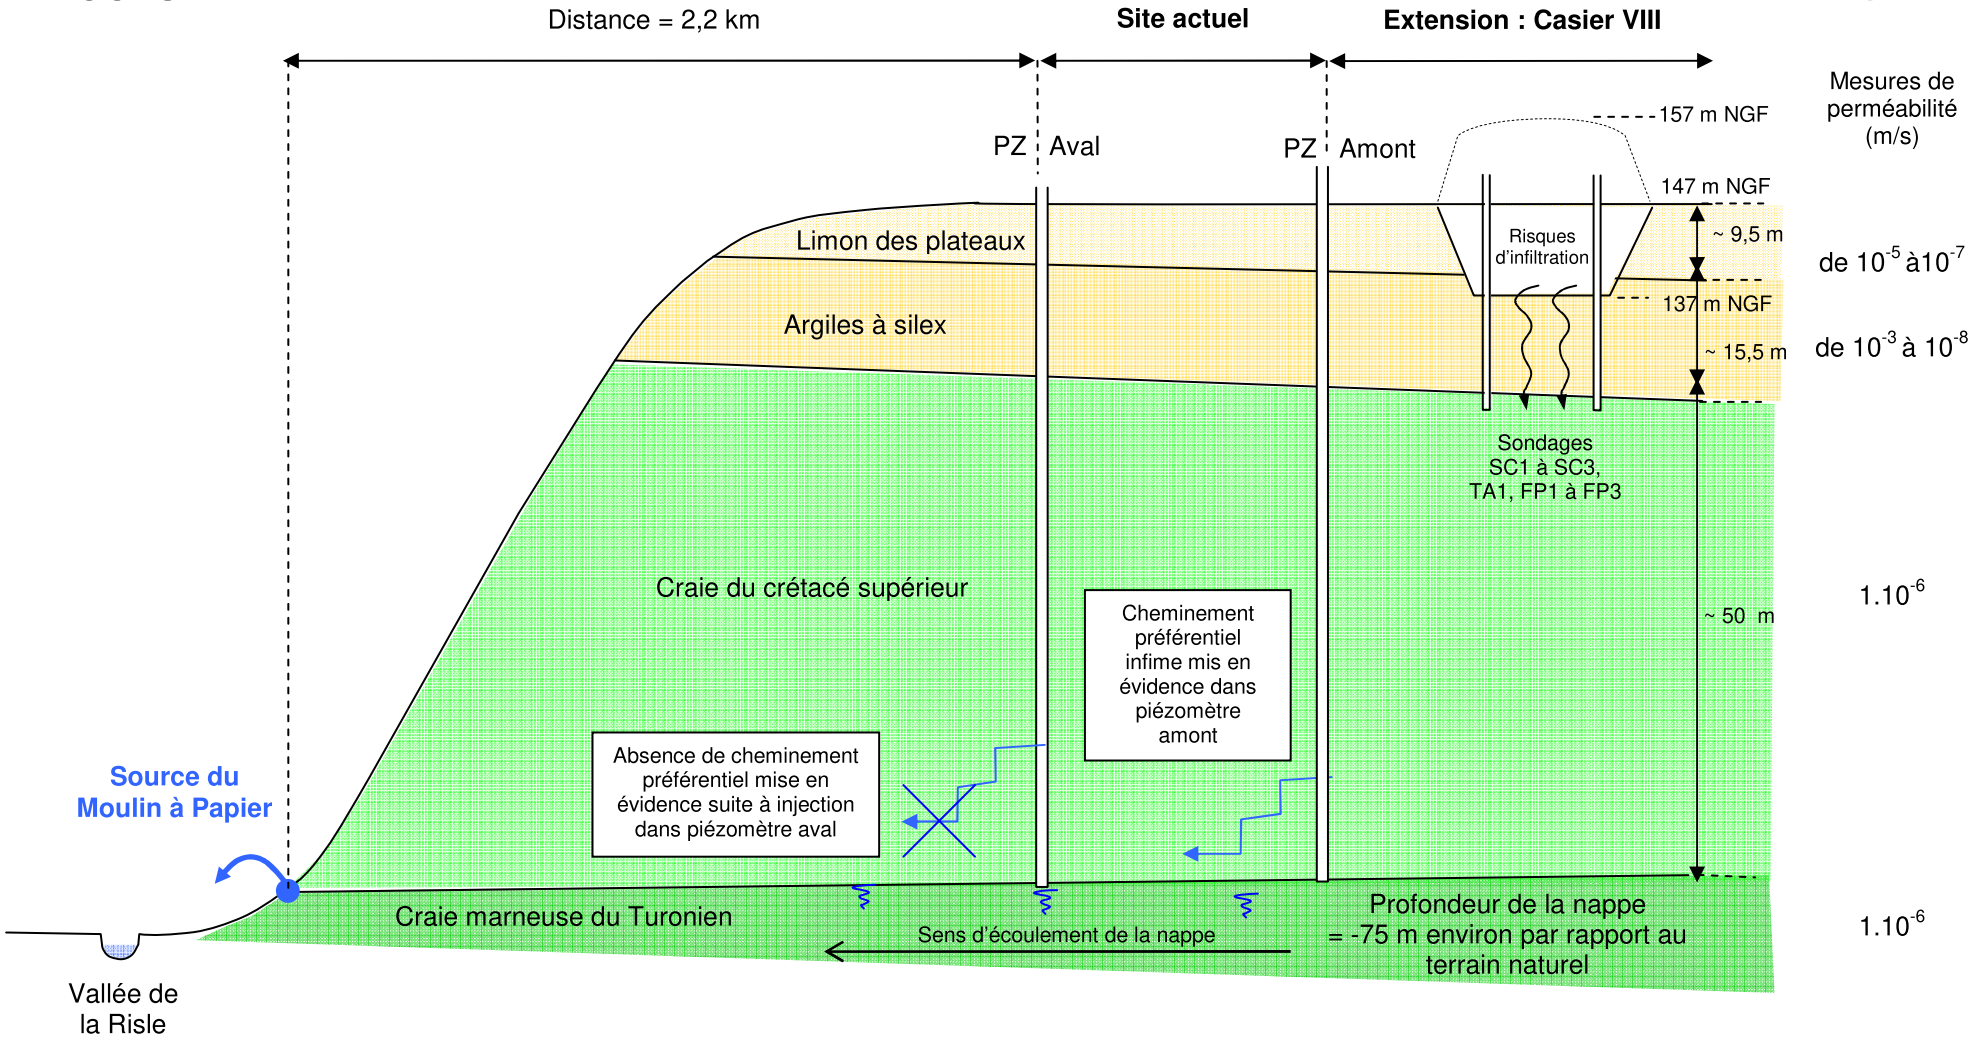 Distance = 2,2 km
Site actuel
Extension : Casier VIII
Mesures de
perméabilité
(m/s)
157 m NGF
PZ Aval
PZ Amont
147 m NGF
Limon des plateaux
Risques
d'infiltration
~ 9,5 m
de 10⁻⁵ à10⁻⁷
137 m NGF
Argiles à silex
~ 15,5 m
de 10⁻³ à 10⁻⁸
Sondages
SC1 à SC3,
TA1, FP1 à FP3
Craie du crétacé supérieur
1.10⁻⁶
~ 50 m
Cheminement
préférentiel
infime mis en
évidence dans
piézomètre
amont
Absence de cheminement
préférentiel mise en
évidence suite à injection
dans piézomètre aval
Source du
Moulin à Papier
Craie marneuse du Turonien
Sens d'écoulement de la nappe
Profondeur de la nappe
= -75 m environ par rapport au
terrain naturel
1.10⁻⁶
Vallée de
la Risle